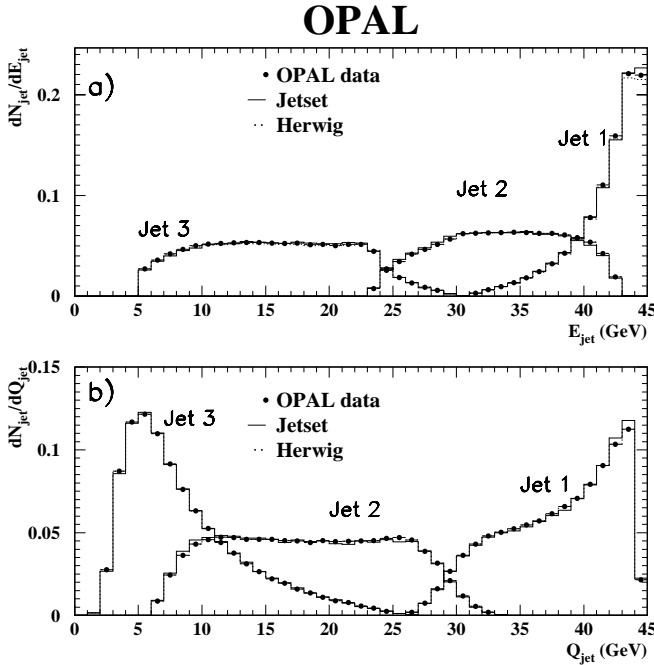 OPAL
dN_jet/dE_jet
a)
OPAL data
Jetset
Herwig
Jet 1
Jet 2
Jet 3
0.2
0.1
0
0 5 10 15 20 25 30 35 40 45
E_jet (GeV)
dN_jet/dQ_jet
b)
OPAL data
Jetset
Herwig
Jet 3
Jet 2
Jet 1
0.15
0.1
0.05
0
0 5 10 15 20 25 30 35 40 45
Q_jet (GeV)